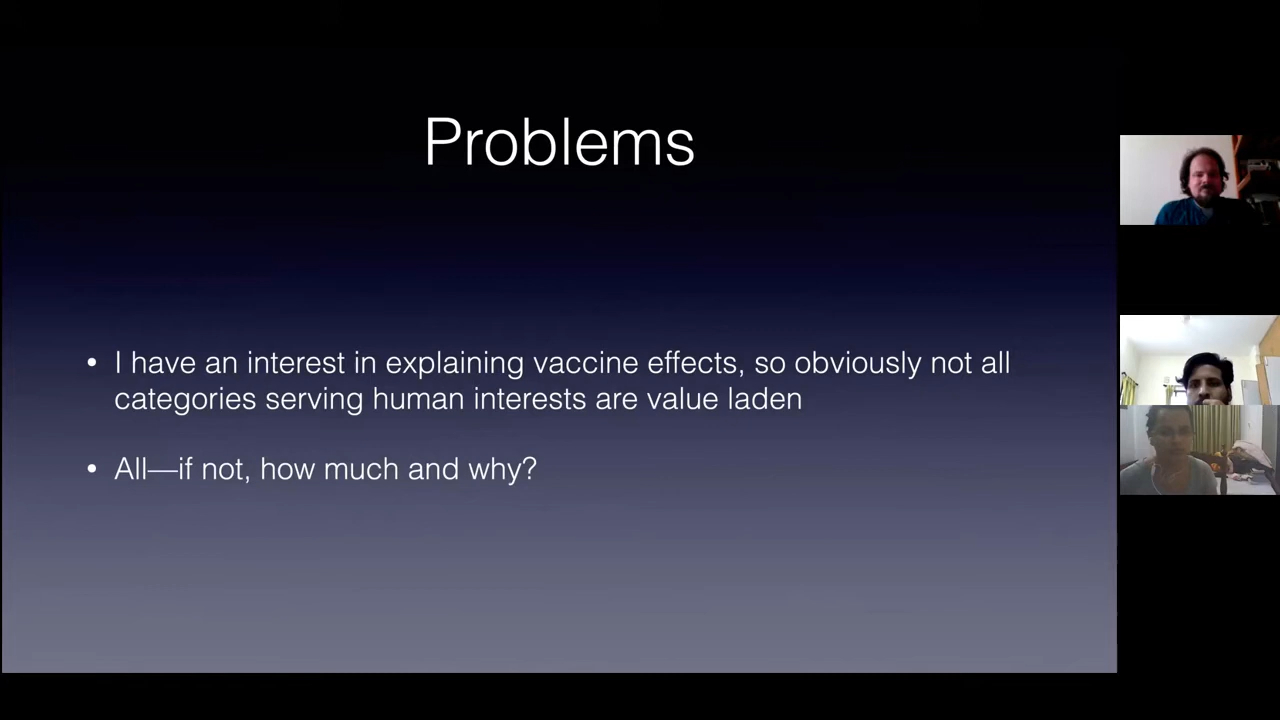 Problems
• I have an interest in explaining vaccine effects, so obviously not all
categories serving human interests are value laden
• All—if not, how much and why?